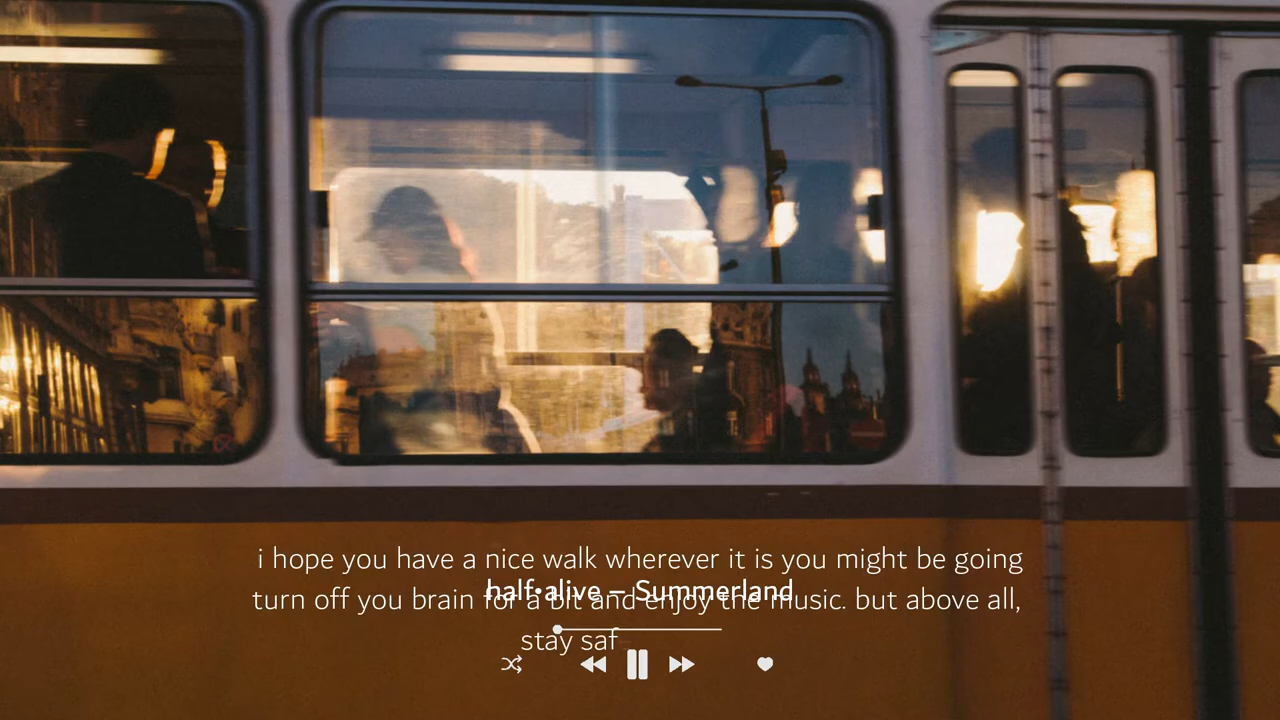 i hope you have a nice walk wherever it is you might be going
half•alive – Summerland
turn off you brain for a bit and enjoy the music. but above all,
stay saf